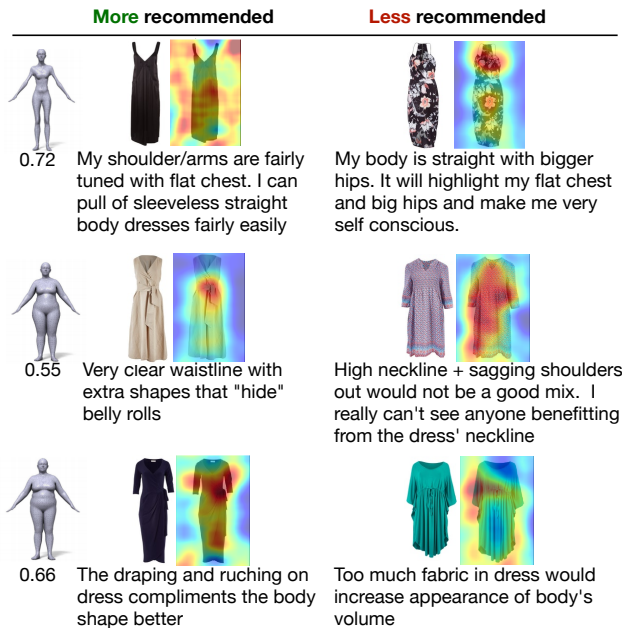 More recommended
Less recommended
0.72
My shoulder/arms are fairly
tuned with flat chest. I can
pull of sleeveless straight
body dresses fairly easily
My body is straight with bigger
hips. It will highlight my flat chest
and big hips and make me very
self conscious.
0.55
Very clear waistline with
extra shapes that "hide"
belly rolls
High neckline + sagging shoulders
out would not be a good mix. I
really can't see anyone benefitting
from the dress' neckline
0.66
The draping and ruching on
dress compliments the body
shape better
Too much fabric in dress would
increase appearance of body's
volume